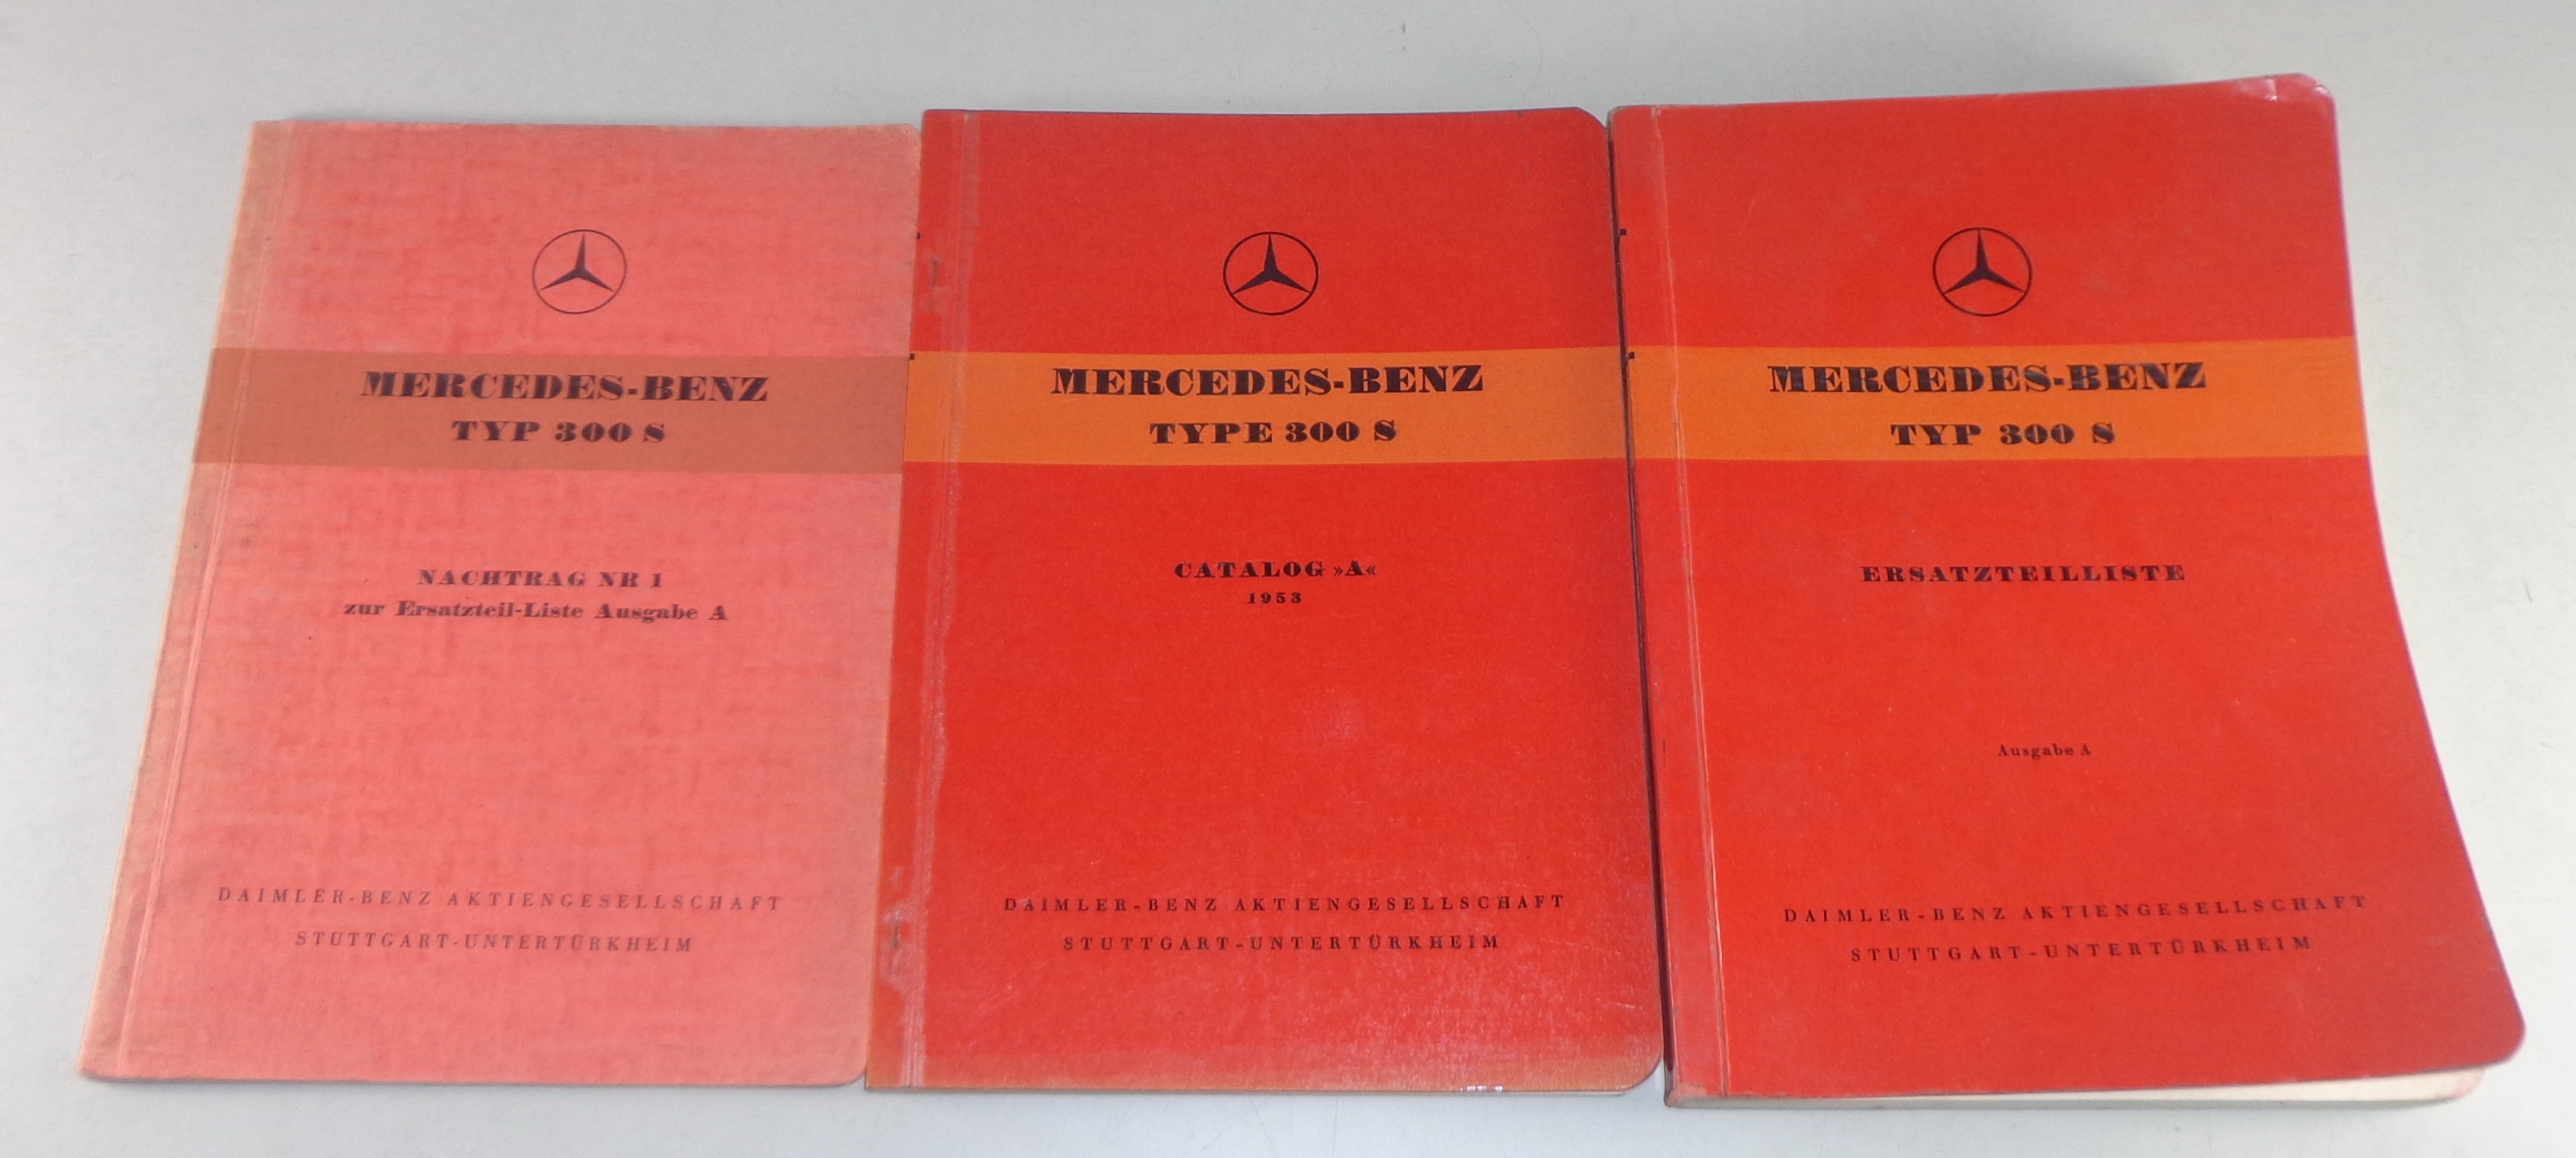 MERCEDES-BENZ
TYP 300 S
NACHTRAG NR 1
zur Ersatzteil-Liste Ausgabe A
DAIMLER-BENZ AKTIENGESELLSCHAFT
STUTTGART-UNTERTÜRKHEIM
MERCEDES-BENZ
TYPE 300 S
CATALOG »A«
1953
DAIMLER-BENZ AKTIENGESELLSCHAFT
STUTTGART-UNTERTÜRKHEIM
MERCEDES-BENZ
TYP 300 S
ERSATZTEILLISTE
Ausgabe A
DAIMLER-BENZ AKTIENGESELLSCHAFT
STUTTGART-UNTERTÜRKHEIM